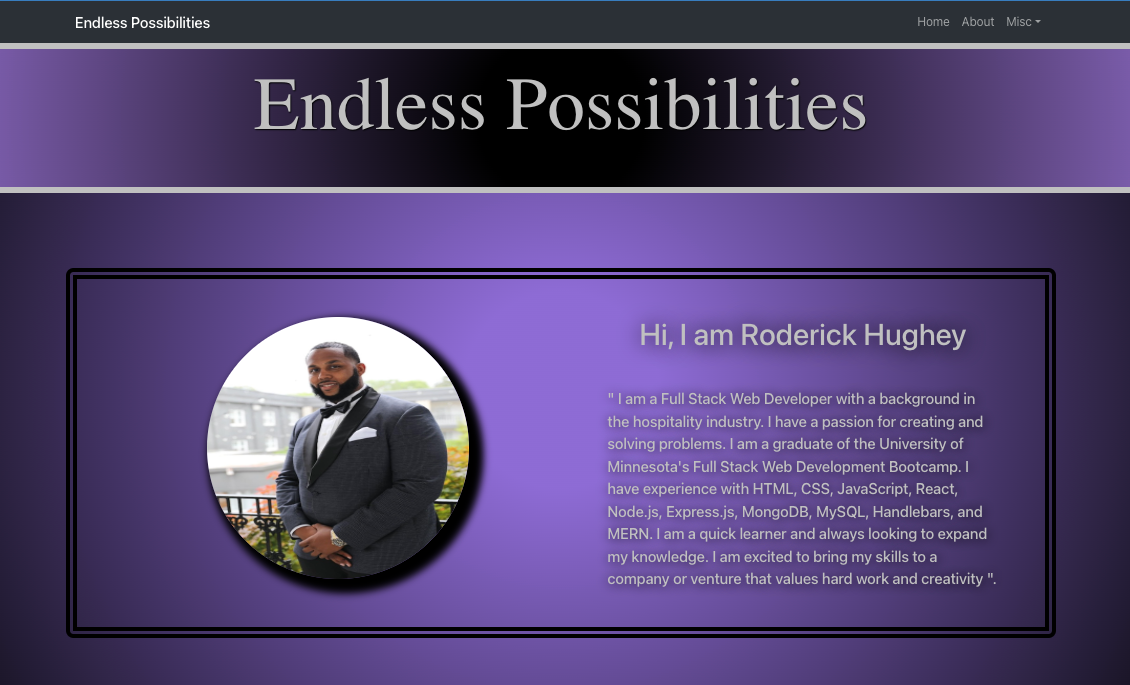 Endless Possibilities
Home About Misc
Endless Possibilities
Hi, I am Roderick Hughey
" I am a Full Stack Web Developer with a background in
the hospitality industry. I have a passion for creating and
solving problems. I am a graduate of the University of
Minnesota's Full Stack Web Development Bootcamp. I
have experience with HTML, CSS, JavaScript, React,
Node.js, Express.js, MongoDB, MySQL, Handlebars, and
MERN. I am a quick learner and always looking to expand
my knowledge. I am excited to bring my skills to a
company or venture that values hard work and creativity ".